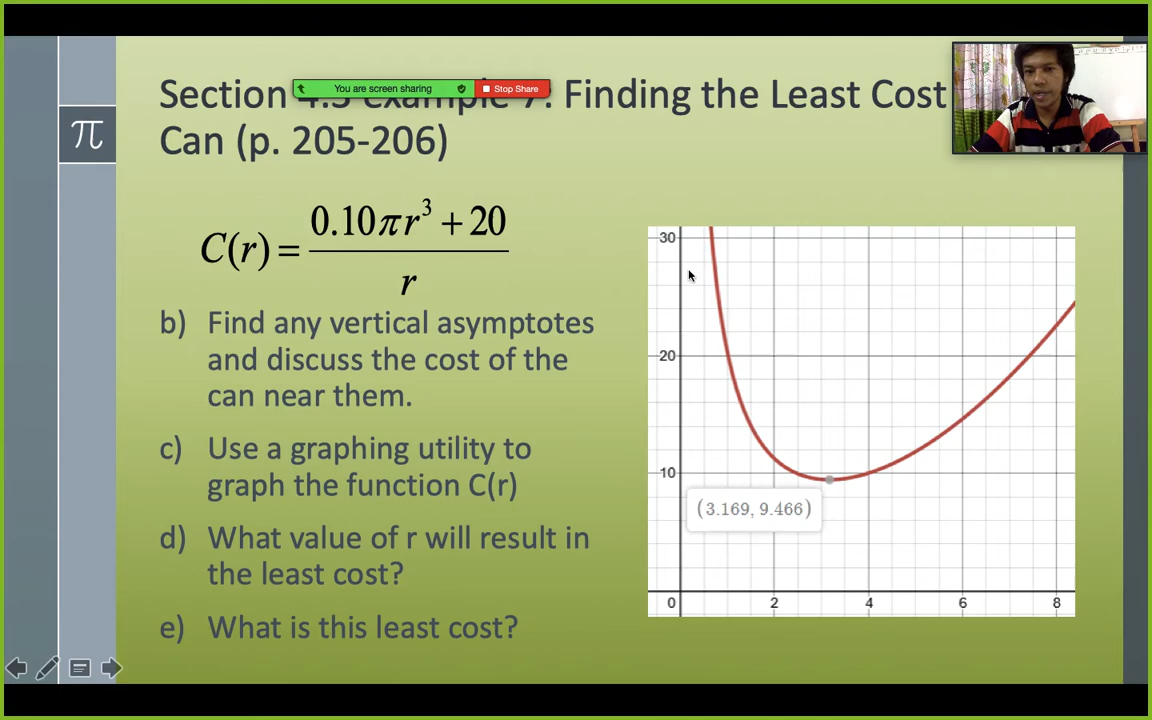 You are screen sharing Stop Share
Section 4.3 example 7: Finding the Least Cost
Can (p. 205-206)
π
C(r) = (0.10πr³ + 20) / r
b) Find any vertical asymptotes
and discuss the cost of the
can near them.
c) Use a graphing utility to
graph the function C(r)
d) What value of r will result in
the least cost?
e) What is this least cost?
30
20
10
(3.169, 9.466)
0 2 4 6 8